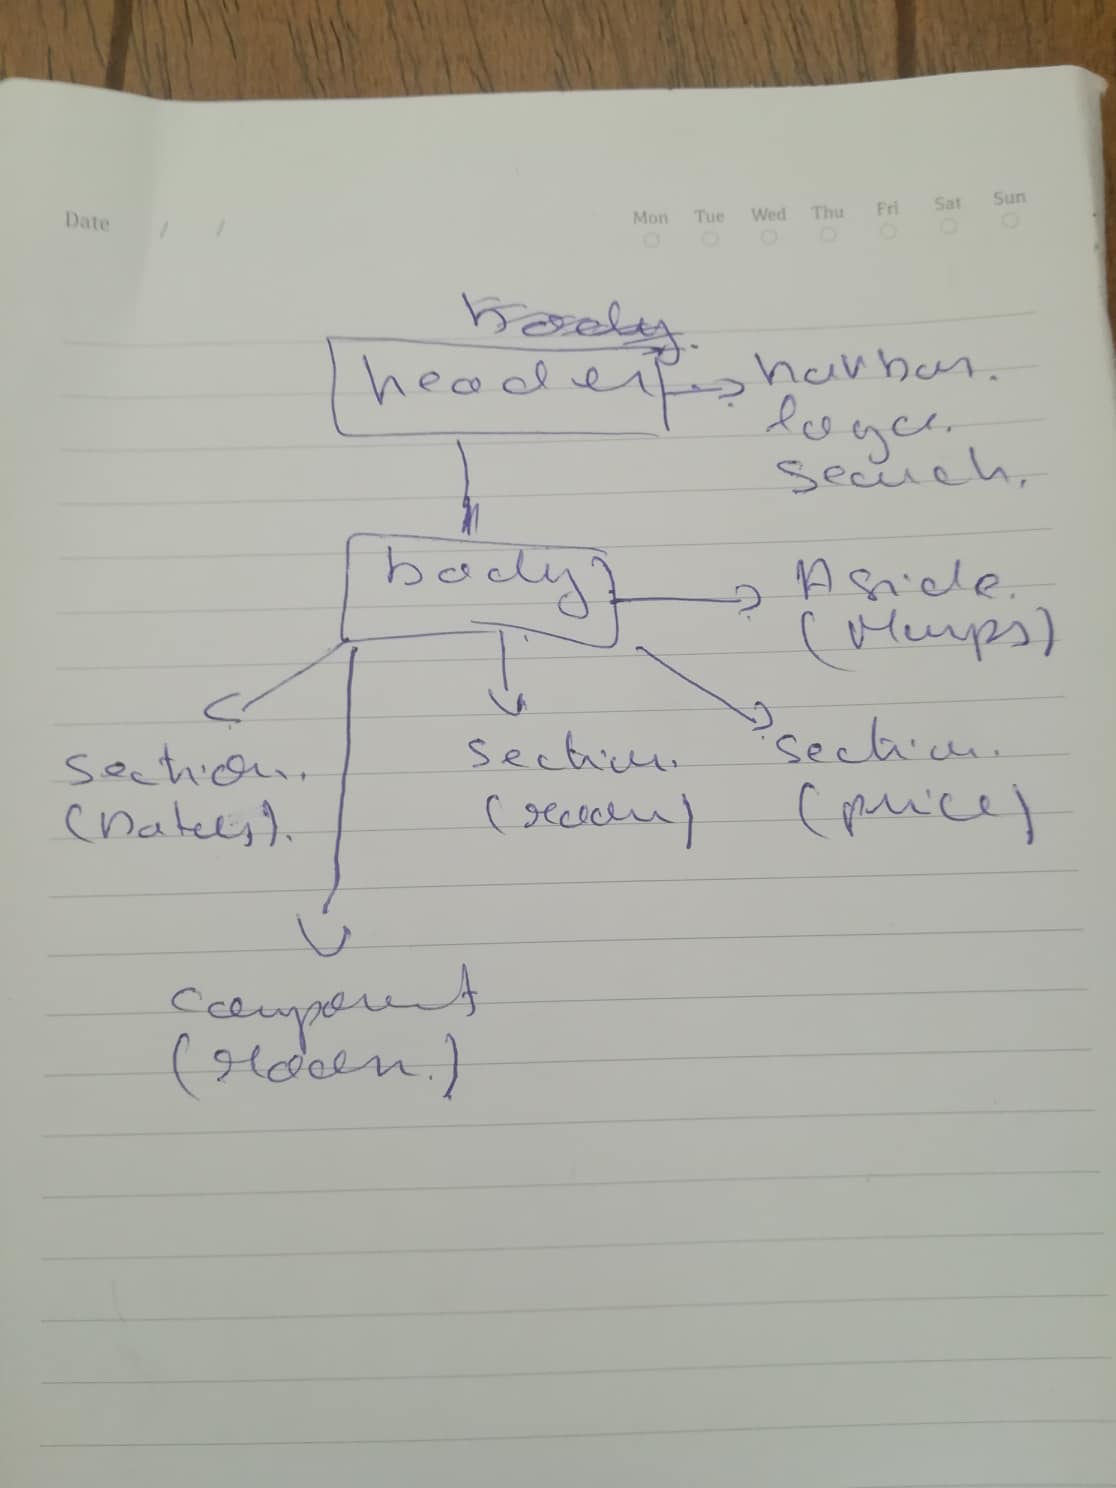 Date / /
Mon Tue Wed Thu Fri Sat Sun
body.
header
navbar.
logo.
search.
body
Aside.
(Maps)
section.
(Dates).
section.
(room)
section.
(price)
component
(room.)